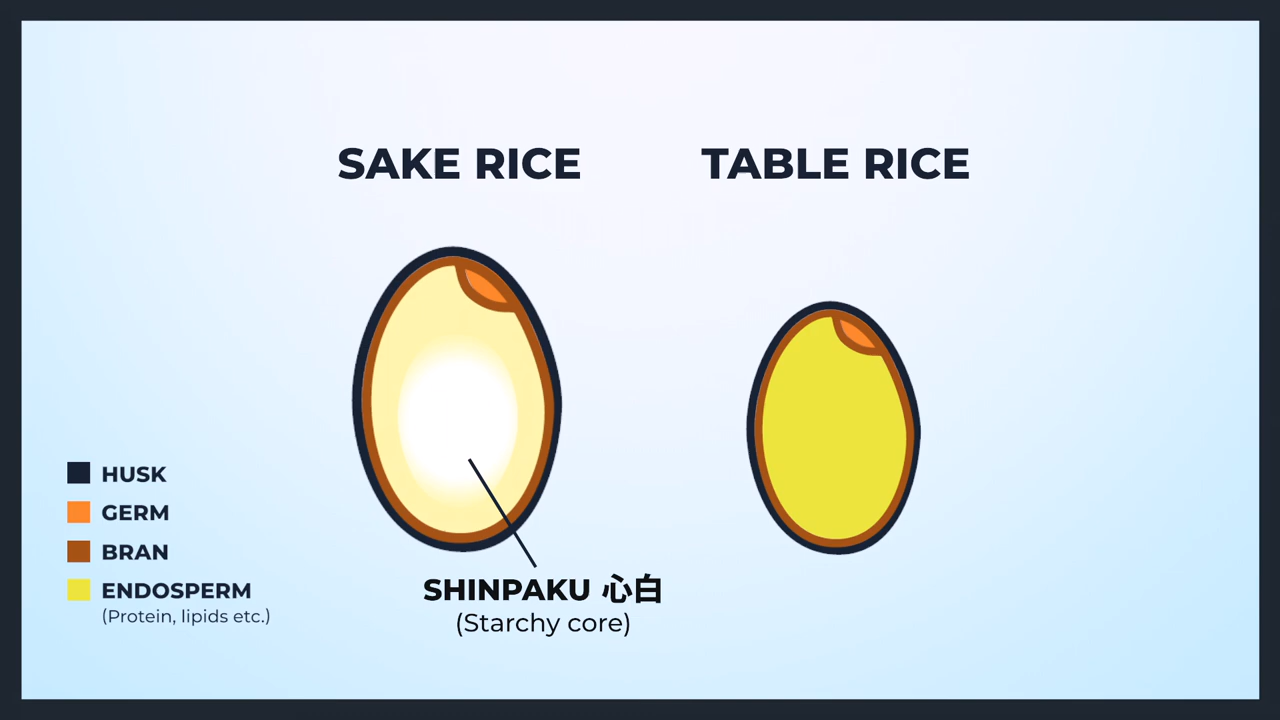 SAKE RICE
TABLE RICE
HUSK
GERM
BRAN
ENDOSPERM
(Protein, lipids etc.)
SHINPAKU 心白
(Starchy core)